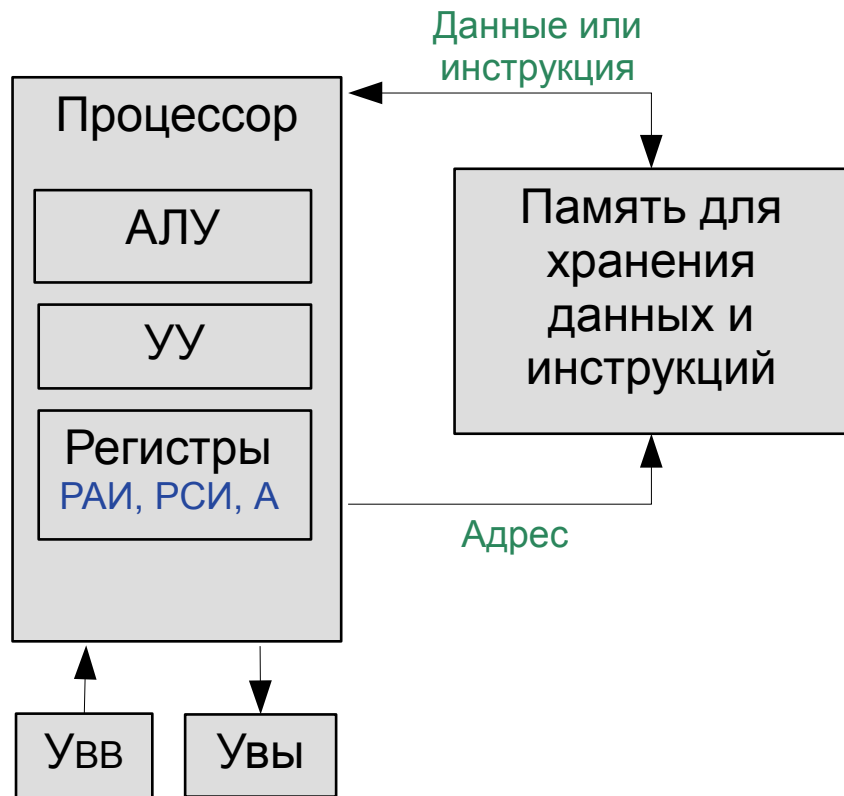 Данные или
инструкция
Процессор
АЛУ
УУ
Регистры
РАИ, РСИ, А
Память для
хранения
данных и
инструкций
Адрес
Увв
Увы